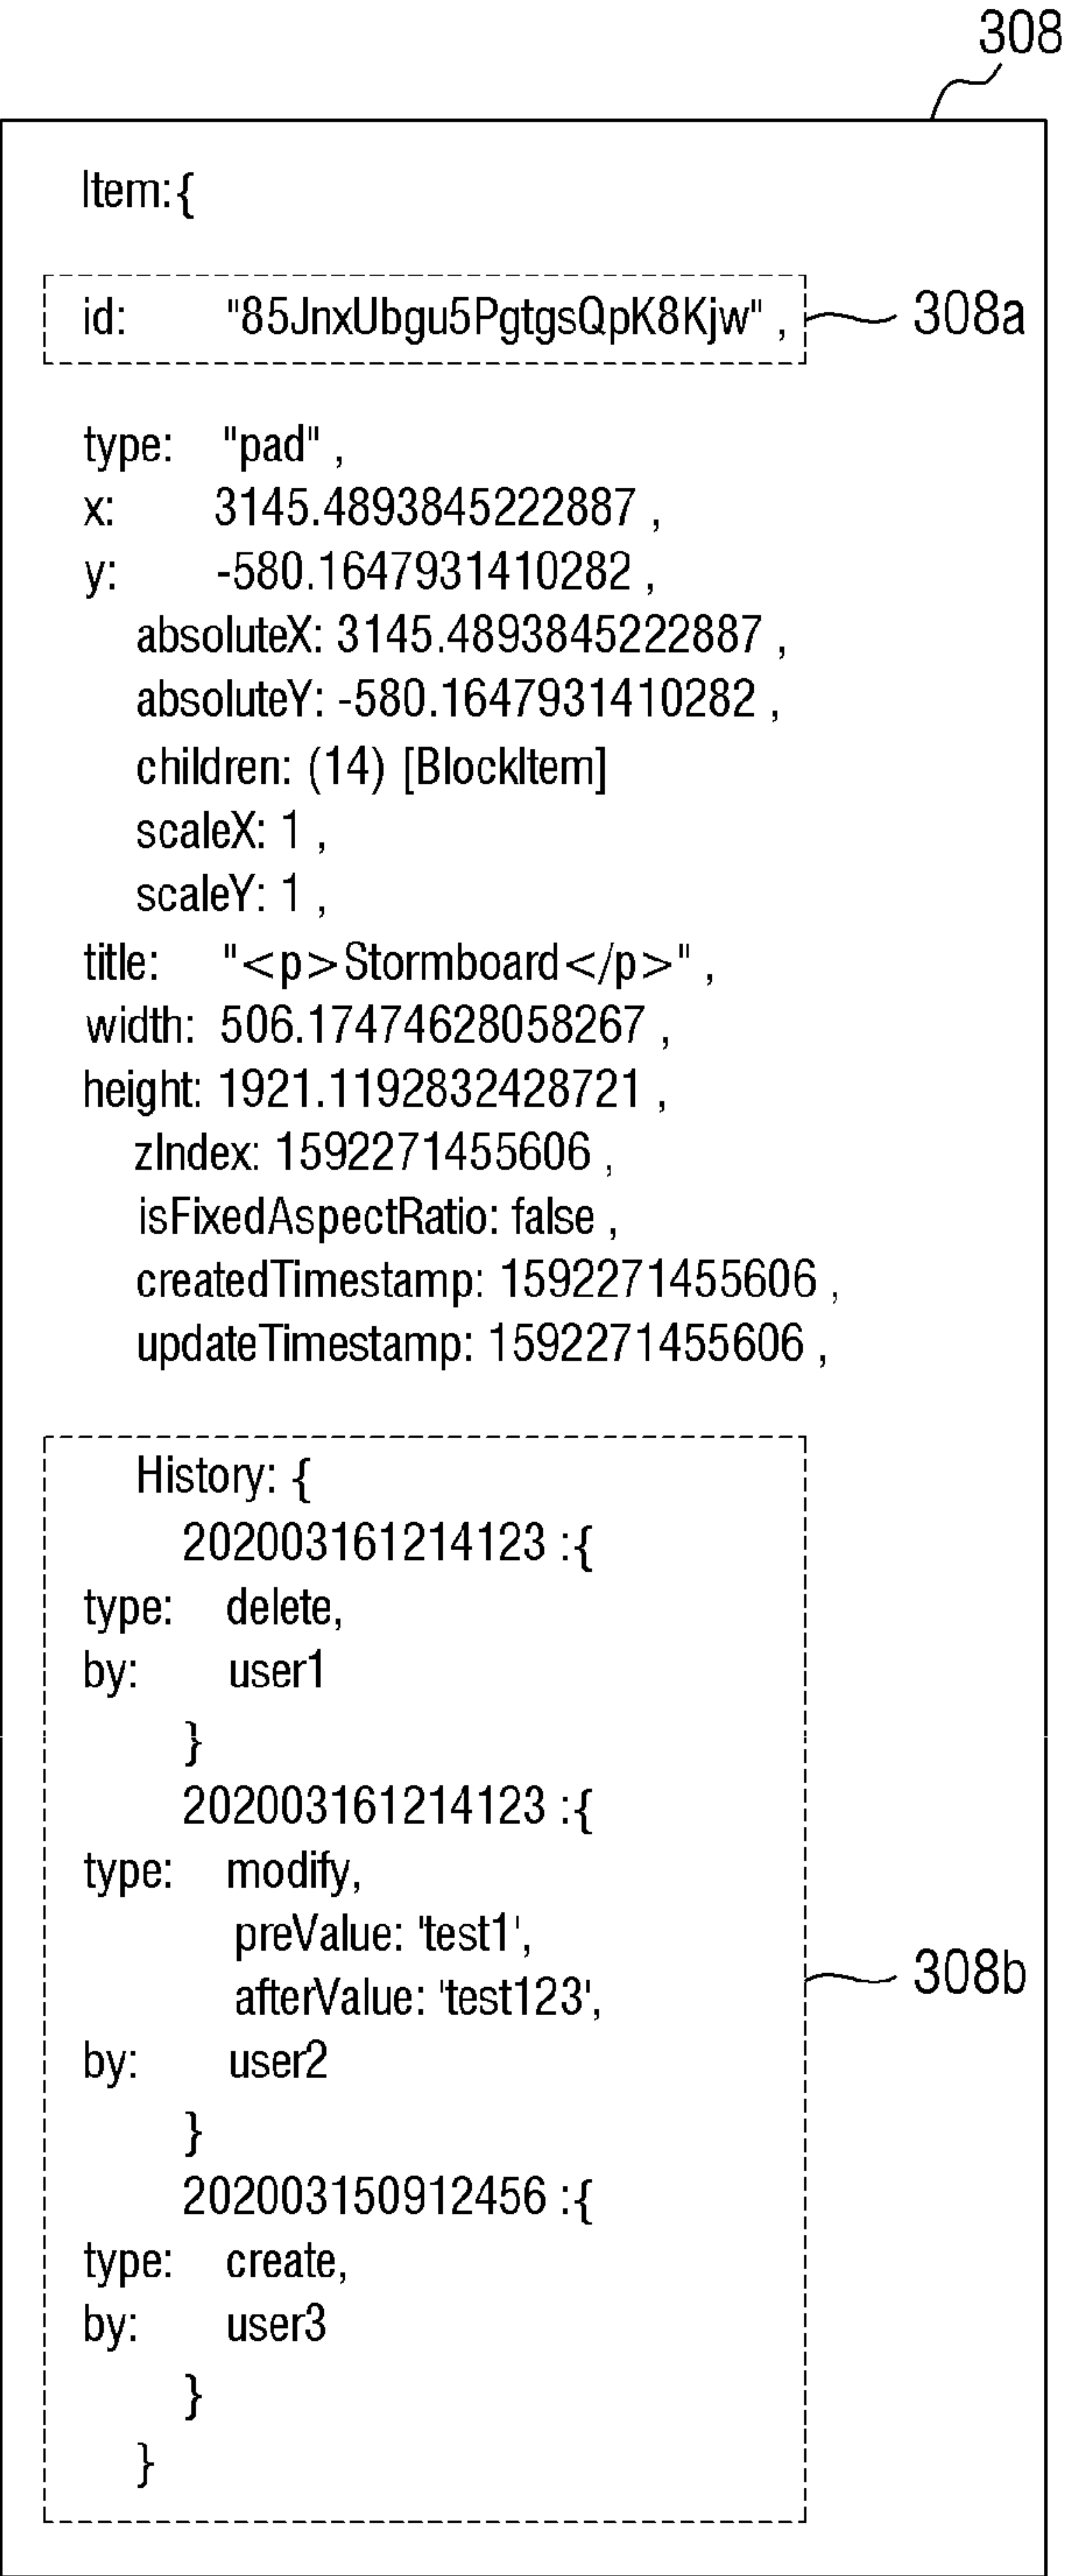 308
Item:{
id: "85JnxUbgu5PgtgsQpK8Kjw" , 308a
type: "pad" ,
x: 3145.4893845222887 ,
y: -580.1647931410282 ,
absoluteX: 3145.4893845222887 ,
absoluteY: -580.1647931410282 ,
children: (14) [BlockItem]
scaleX: 1 ,
scaleY: 1 ,
title: "<p>Stormboard</p>" ,
width: 506.17474628058267 ,
height: 1921.1192832428721 ,
zIndex: 1592271455606 ,
isFixedAspectRatio: false ,
createdTimestamp: 1592271455606 ,
updateTimestamp: 1592271455606 ,
History: {
202003161214123 :{
type: delete,
by: user1
}
202003161214123 :{
type: modify,
preValue: 'test1',
afterValue: 'test123', 308b
by: user2
}
202003150912456 :{
type: create,
by: user3
}
}